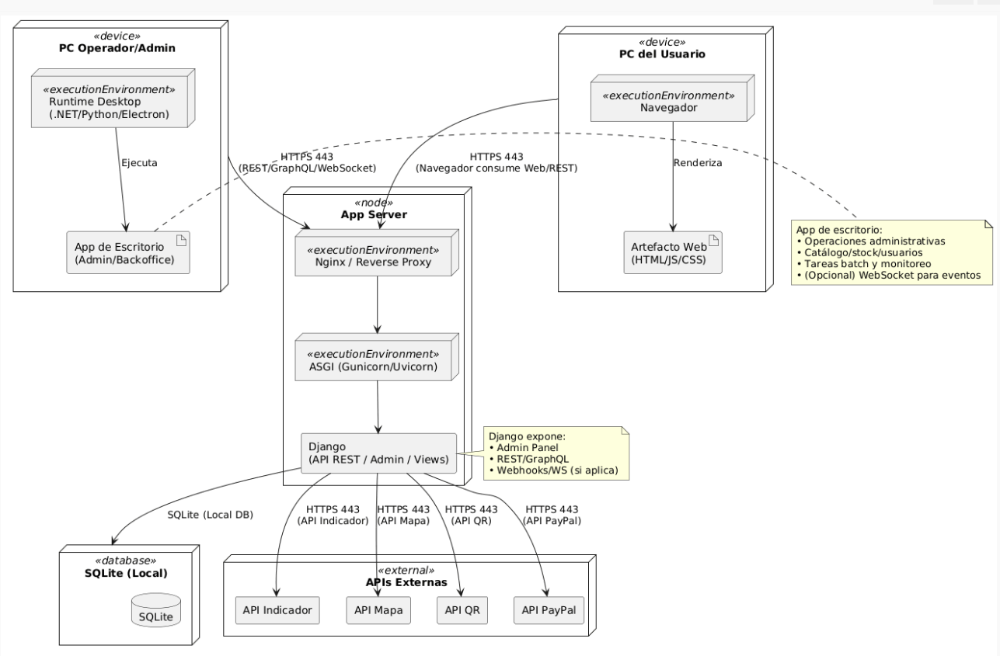 «device»
PC Operador/Admin
«executionEnvironment»
Runtime Desktop
(.NET/Python/Electron)
Ejecuta
App de Escritorio
(Admin/Backoffice)
HTTPS 443
(REST/GraphQL/WebSocket)
«device»
PC del Usuario
«executionEnvironment»
Navegador
HTTPS 443
(Navegador consume Web/REST)
Renderiza
Artefacto Web
(HTML/JS/CSS)
App de escritorio:
• Operaciones administrativas
• Catálogo/stock/usuarios
• Tareas batch y monitoreo
• (Opcional) WebSocket para eventos
«node»
App Server
«executionEnvironment»
Nginx / Reverse Proxy
«executionEnvironment»
ASGI (Gunicorn/Uvicorn)
Django
(API REST / Admin / Views)
Django expone:
• Admin Panel
• REST/GraphQL
• Webhooks/WS (si aplica)
SQLite (Local DB)
HTTPS 443
(API Indicador)
HTTPS 443
(API Mapa)
HTTPS 443
(API QR)
HTTPS 443
(API PayPal)
«database»
SQLite (Local)
SQLite
«external»
APIs Externas
API Indicador
API Mapa
API QR
API PayPal